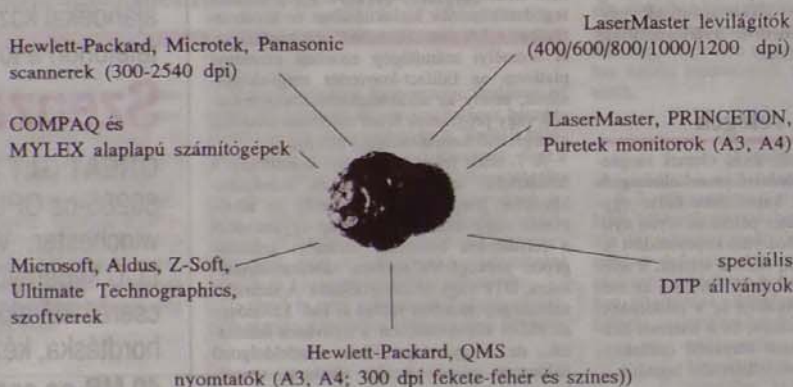 Hewlett-Packard, Microtek, Panasonic
scannerek (300-2540 dpi)
LaserMaster levilágítók
(400/600/800/1000/1200 dpi)
COMPAQ és
MYLEX alaplapú számítógépek
LaserMaster, PRINCETON,
Puretek monitorok (A3, A4)
Microsoft, Aldus, Z-Soft,
Ultimate Technographics,
szoftverek
speciális
DTP állványok
Hewlett-Packard, QMS
nyomtatók (A3, A4; 300 dpi fekete-fehér és színes))